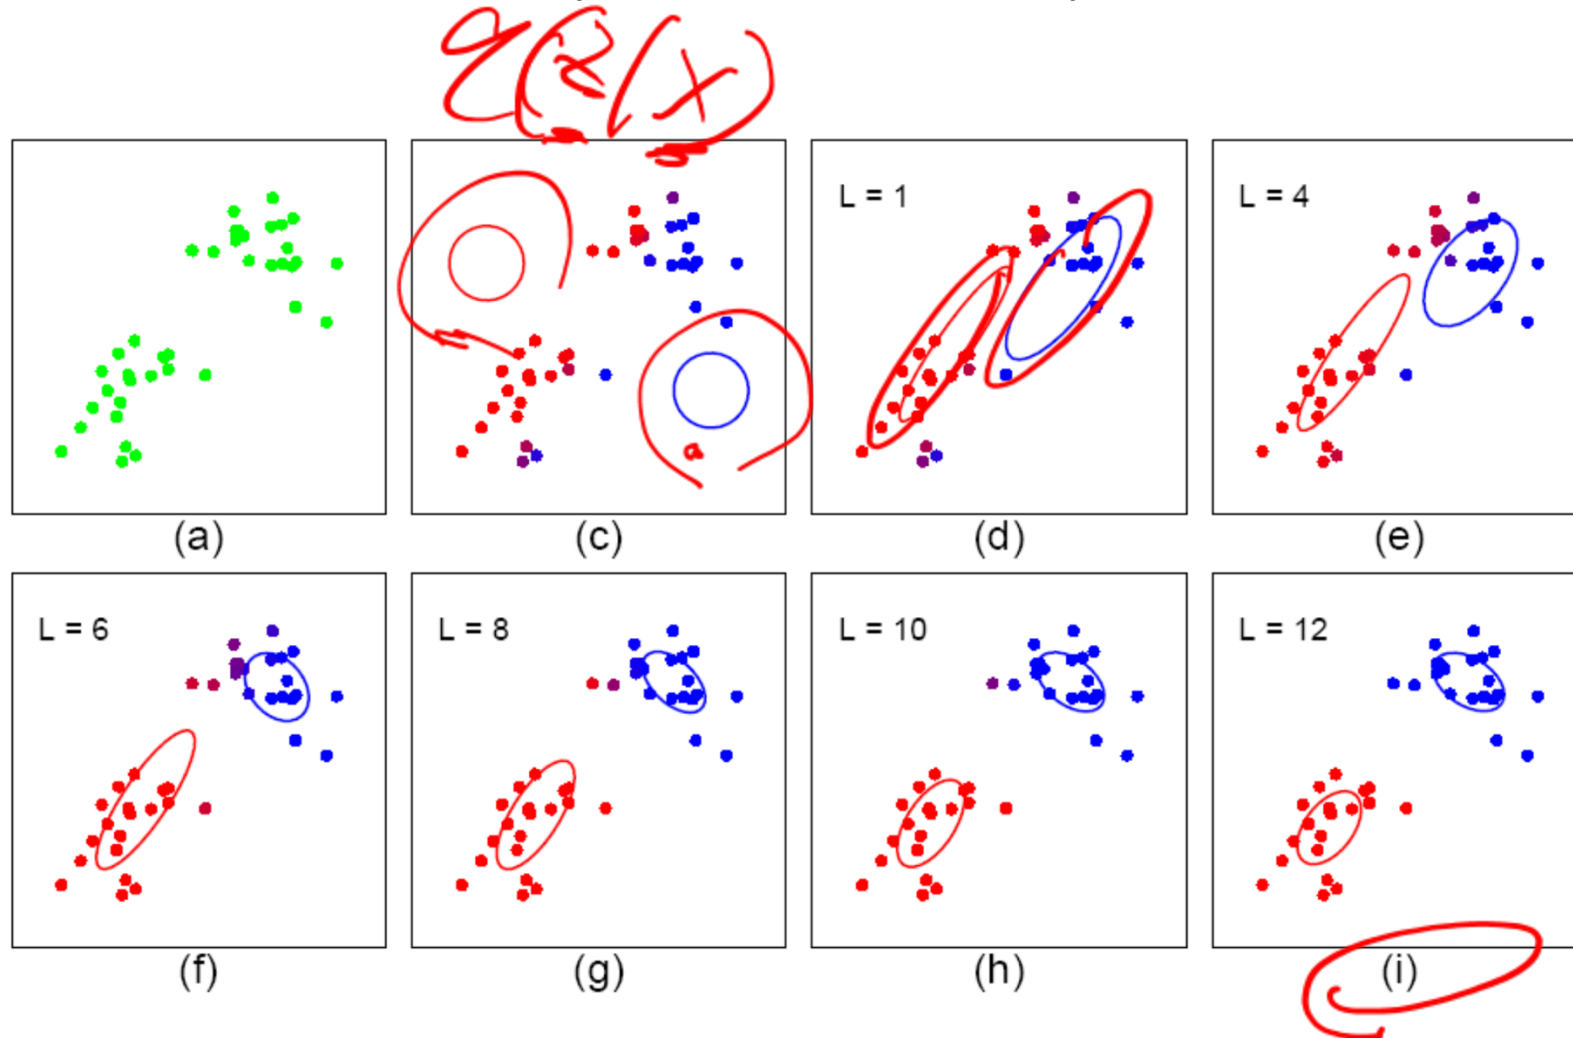 q(z|x)
L = 1
L = 4
(a)
(c)
(d)
(e)
L = 6
L = 8
L = 10
L = 12
(f)
(g)
(h)
(i)